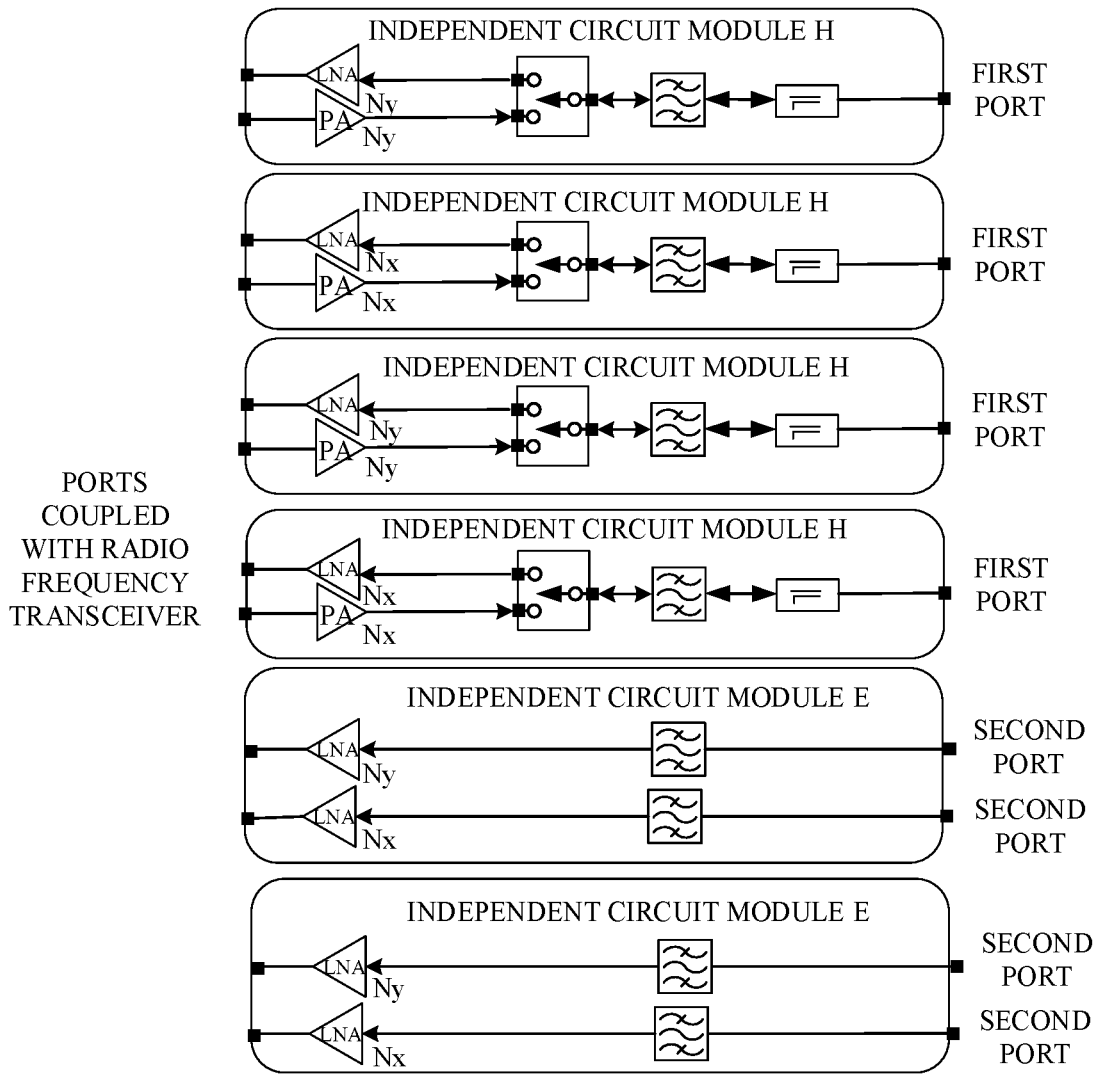 INDEPENDENT CIRCUIT MODULE H
LNA
Ny
PA
Ny
FIRST
PORT
INDEPENDENT CIRCUIT MODULE H
LNA
Nx
PA
Nx
FIRST
PORT
INDEPENDENT CIRCUIT MODULE H
LNA
Ny
PA
Ny
FIRST
PORT
PORTS
COUPLED
WITH RADIO
FREQUENCY
TRANSCEIVER
INDEPENDENT CIRCUIT MODULE H
LNA
Nx
PA
Nx
FIRST
PORT
INDEPENDENT CIRCUIT MODULE E
LNA
Ny
SECOND
PORT
LNA
Nx
SECOND
PORT
INDEPENDENT CIRCUIT MODULE E
LNA
Ny
SECOND
PORT
LNA
Nx
SECOND
PORT